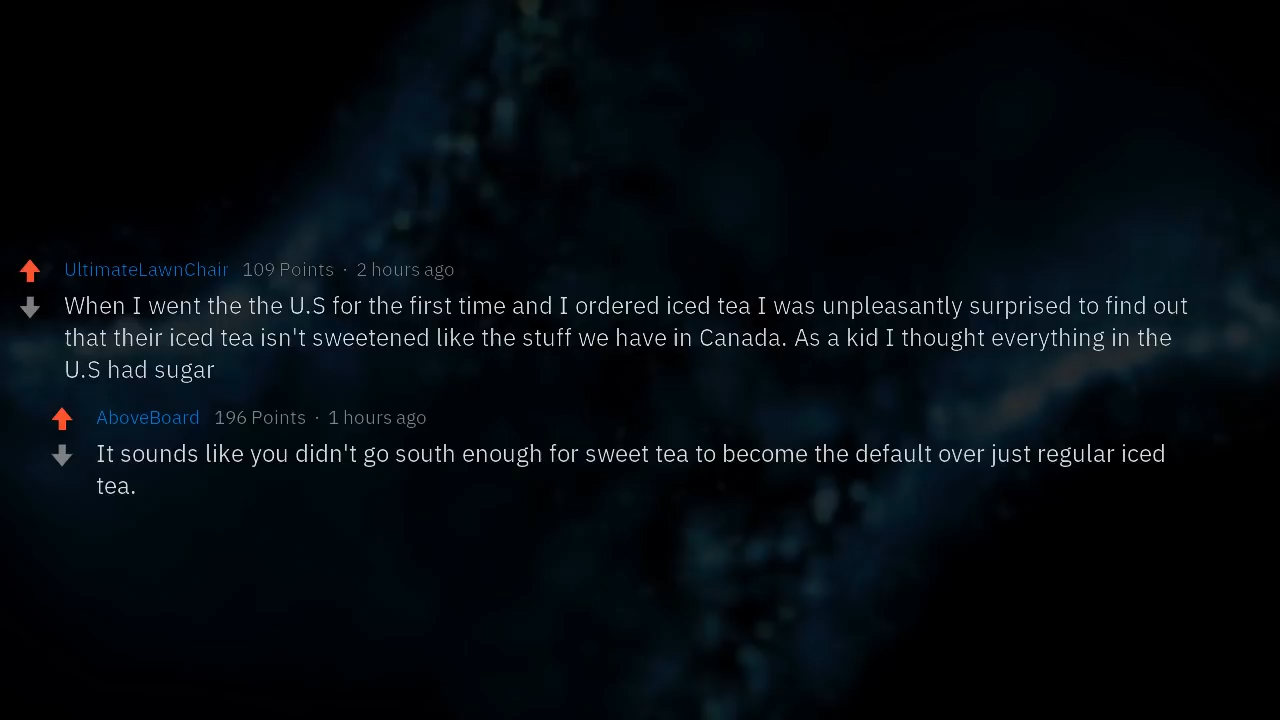 UltimateLawnChair 109 Points · 2 hours ago
When I went the the U.S for the first time and I ordered iced tea I was unpleasantly surprised to find out
that their iced tea isn't sweetened like the stuff we have in Canada. As a kid I thought everything in the
U.S had sugar
AboveBoard 196 Points · 1 hours ago
It sounds like you didn't go south enough for sweet tea to become the default over just regular iced
tea.